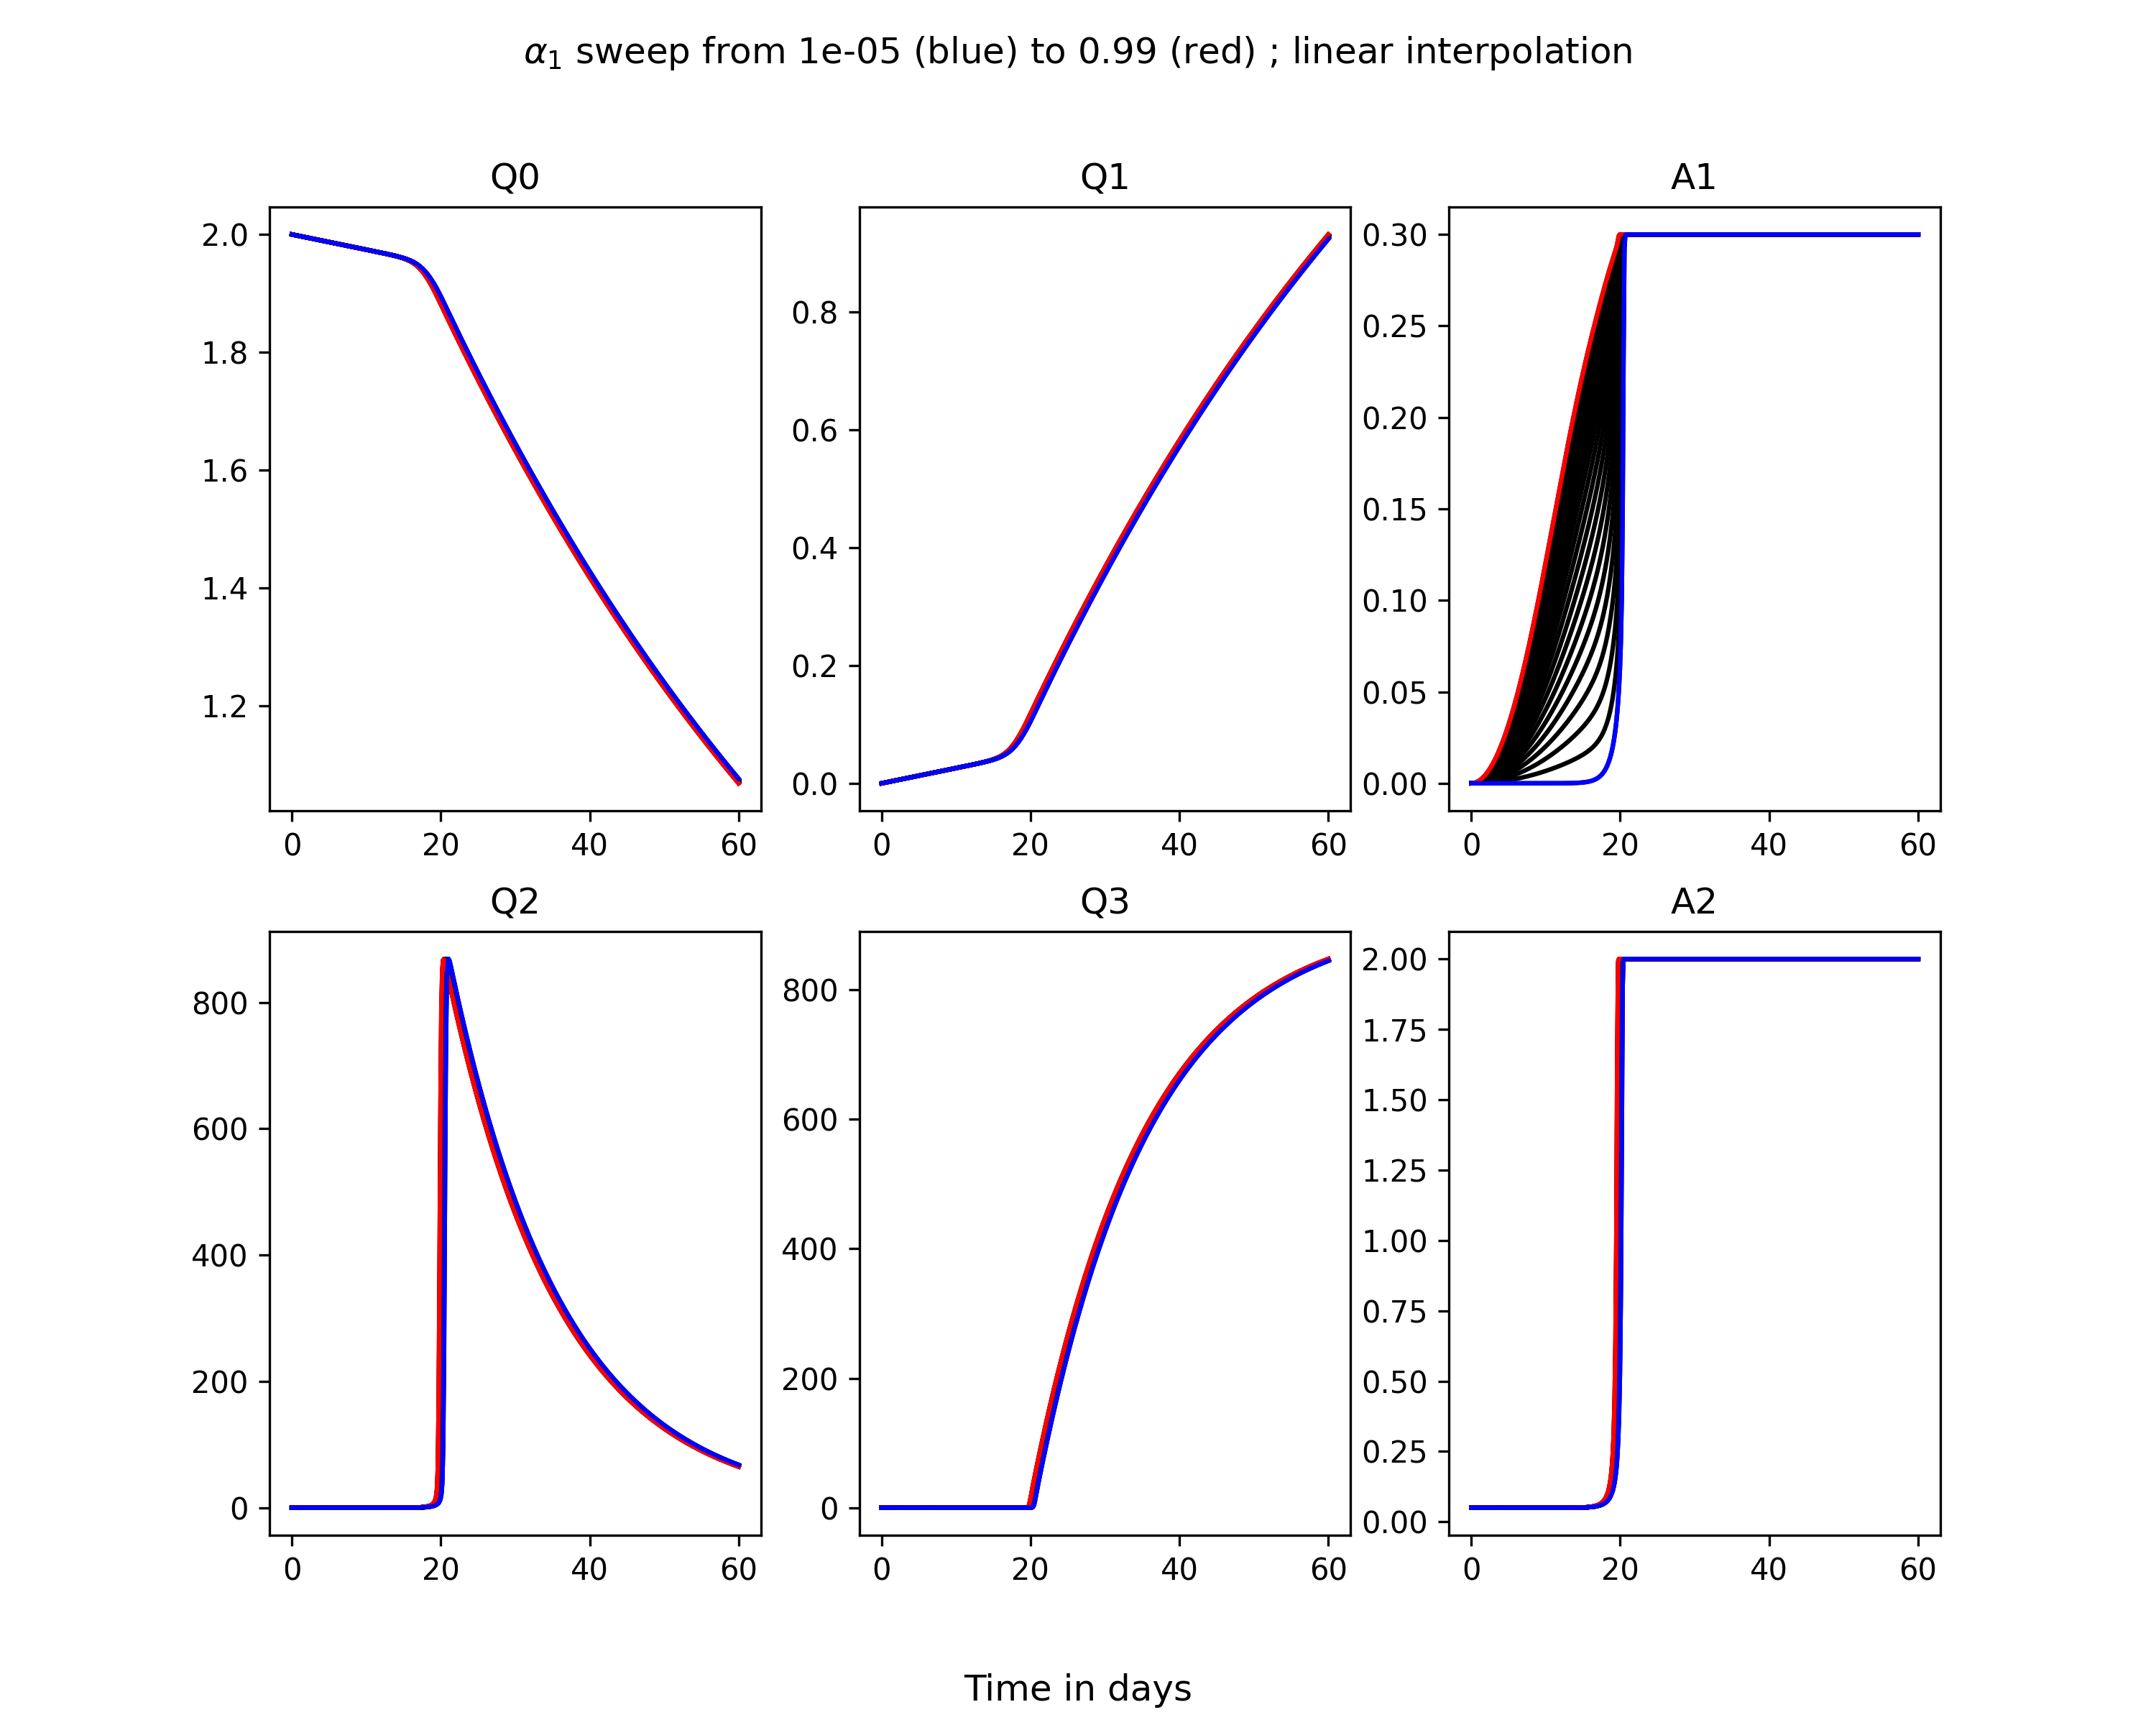 α₁ sweep from 1e-05 (blue) to 0.99 (red) ; linear interpolation
Q0
Q1
A1
2.0
1.8
1.6
1.4
1.2
0 20 40 60
0.8
0.6
0.4
0.2
0.0
0 20 40 60
0.30
0.25
0.20
0.15
0.10
0.05
0.00
0 20 40 60
Q2
Q3
A2
800
600
400
200
0
0 20 40 60
800
600
400
200
0
0 20 40 60
2.00
1.75
1.50
1.25
1.00
0.75
0.50
0.25
0.00
0 20 40 60
Time in days